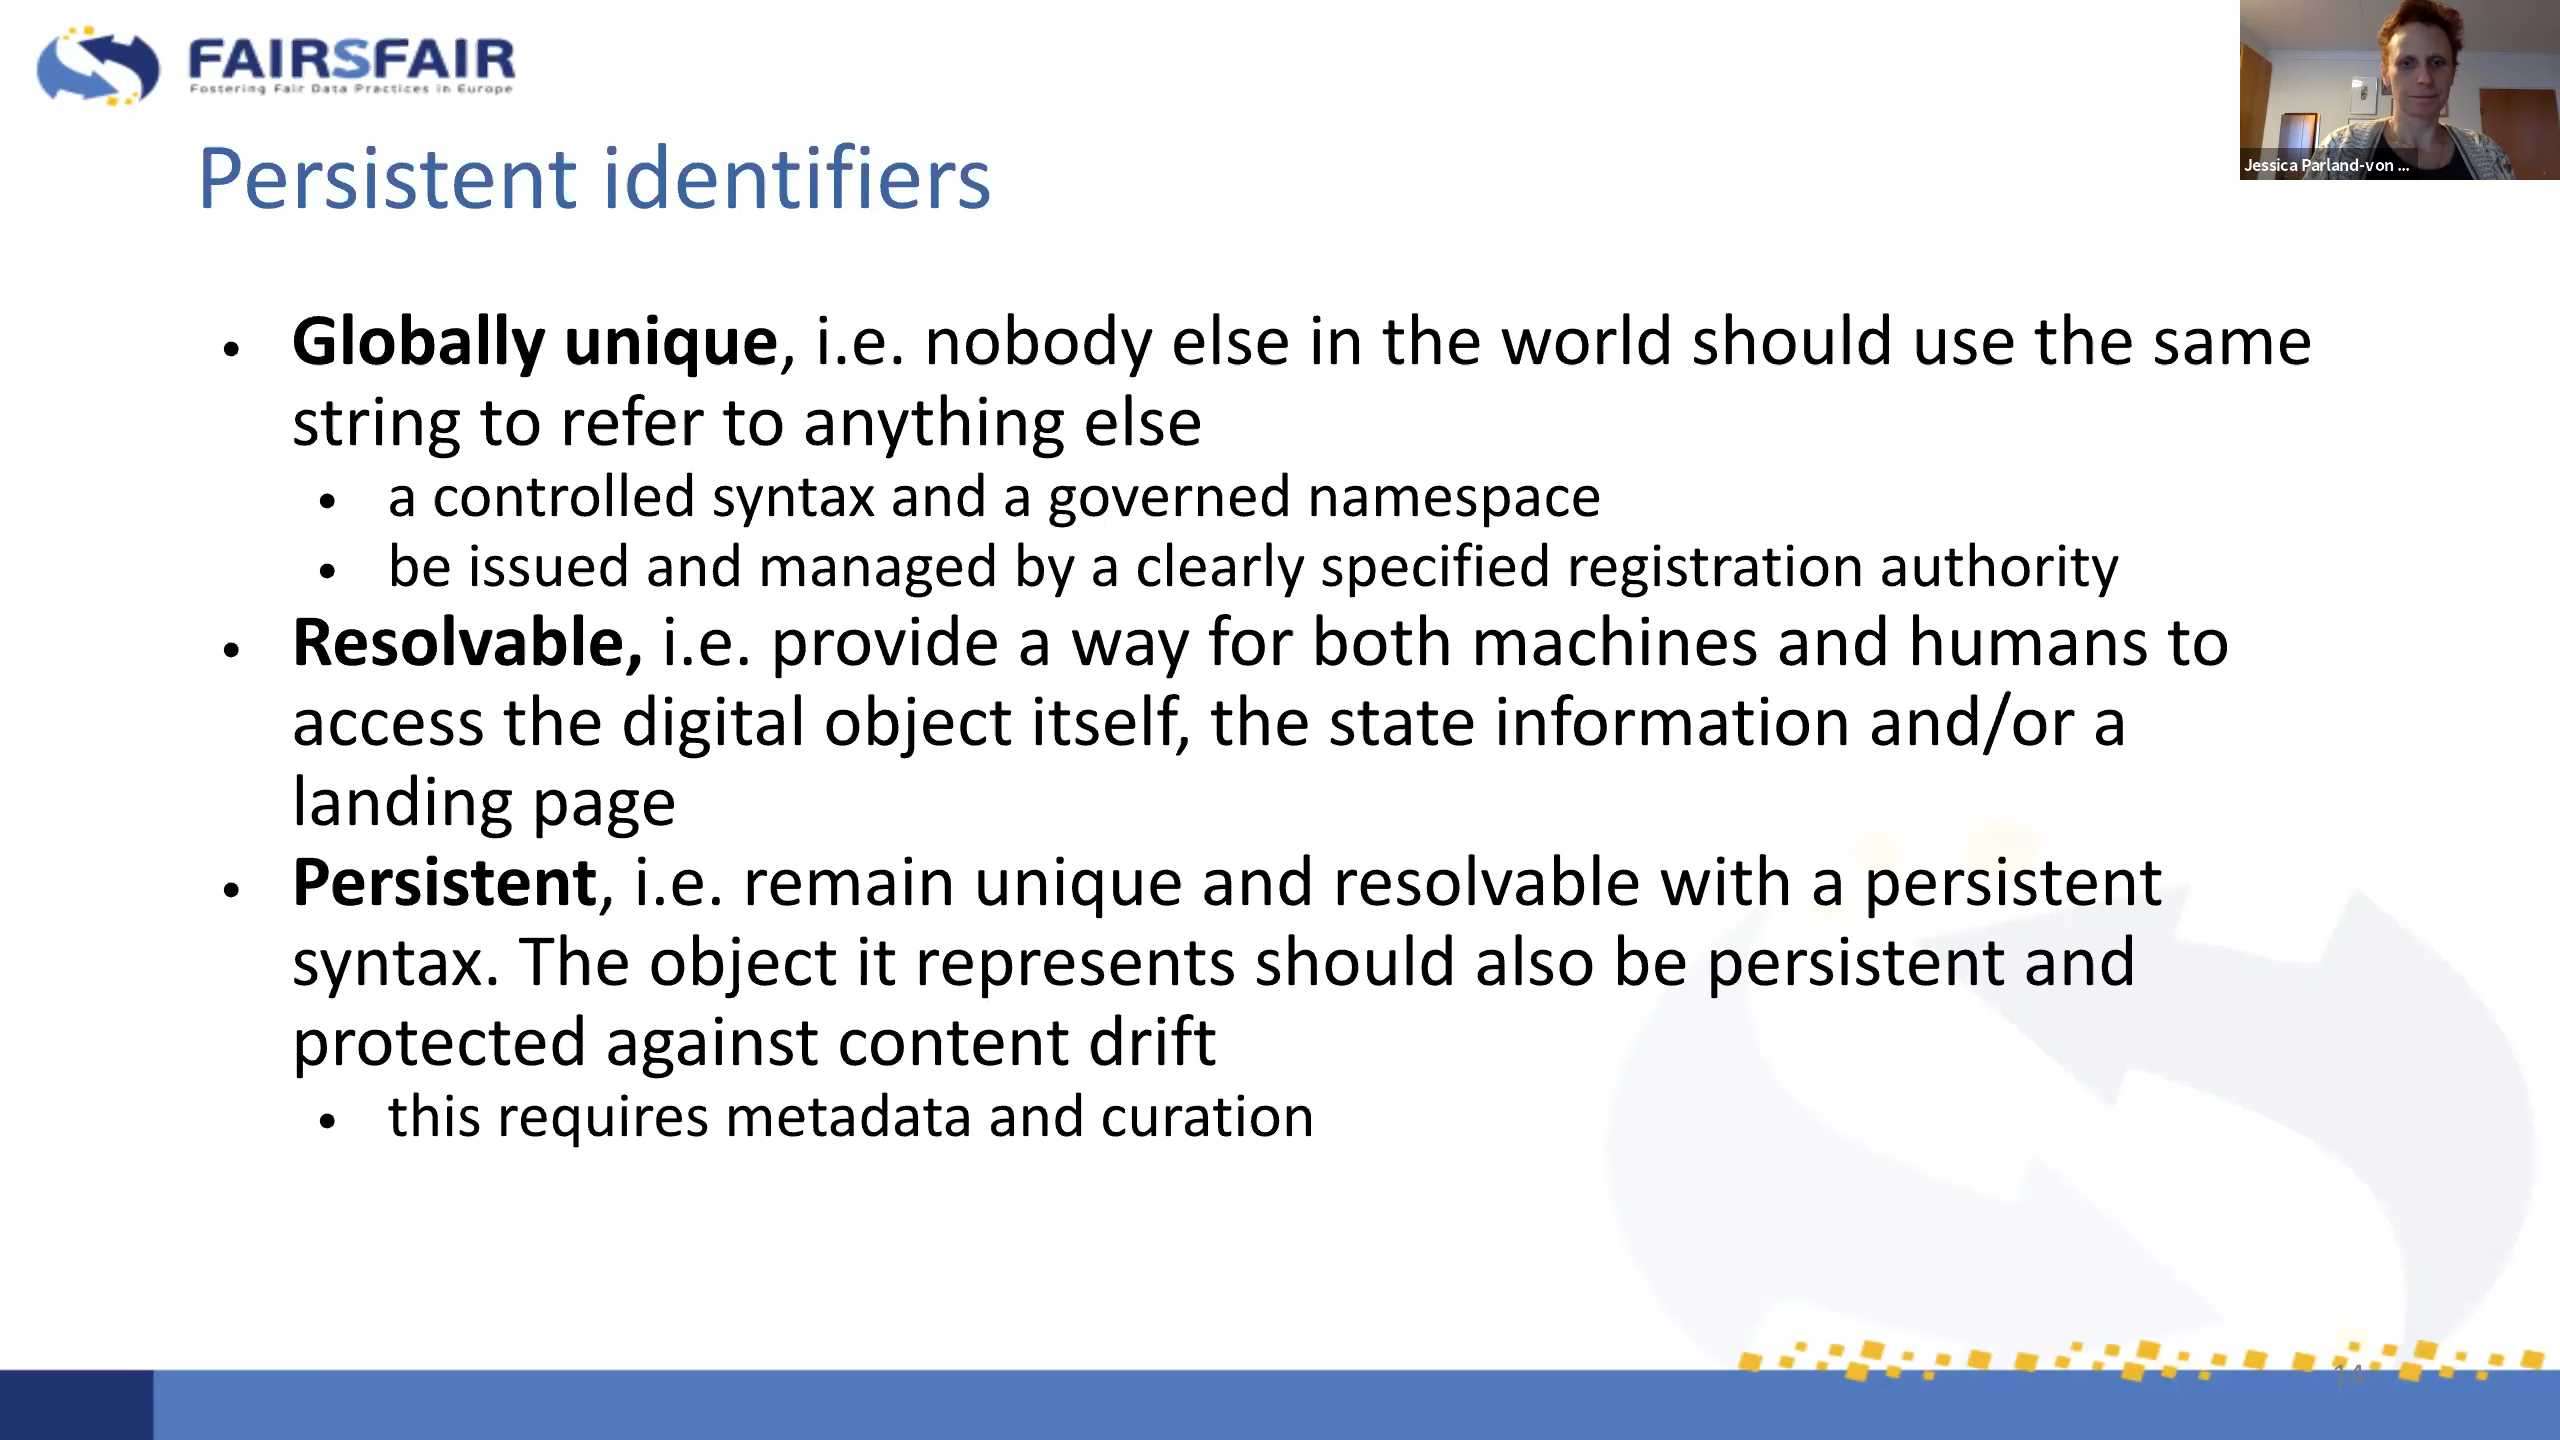 FAIRSFAIR
Fostering Fair Data Practices in Europe
Jessica Parland-von ...
Persistent identifiers
• Globally unique, i.e. nobody else in the world should use the same
string to refer to anything else
• a controlled syntax and a governed namespace
• be issued and managed by a clearly specified registration authority
• Resolvable, i.e. provide a way for both machines and humans to
access the digital object itself, the state information and/or a
landing page
• Persistent, i.e. remain unique and resolvable with a persistent
syntax. The object it represents should also be persistent and
protected against content drift
• this requires metadata and curation
14